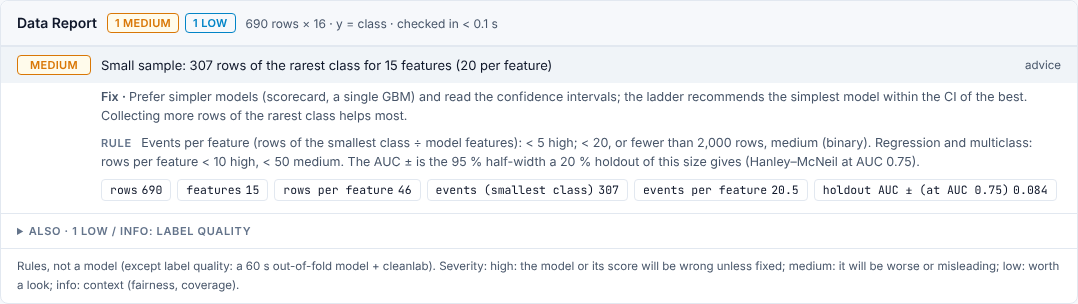 Data Report 1 MEDIUM 1 LOW 690 rows × 16 · y = class · checked in < 0.1 s
MEDIUM Small sample: 307 rows of the rarest class for 15 features (20 per feature) advice
Fix · Prefer simpler models (scorecard, a single GBM) and read the confidence intervals; the ladder recommends the simplest model within the CI of the best.
Collecting more rows of the rarest class helps most.
RULE Events per feature (rows of the smallest class ÷ model features): < 5 high; < 20, or fewer than 2,000 rows, medium (binary). Regression and multiclass:
rows per feature < 10 high, < 50 medium. The AUC ± is the 95 % half-width a 20 % holdout of this size gives (Hanley–McNeil at AUC 0.75).
rows 690 features 15 rows per feature 46 events (smallest class) 307 events per feature 20.5 holdout AUC ± (at AUC 0.75) 0.084
▶ ALSO · 1 LOW / INFO: LABEL QUALITY
Rules, not a model (except label quality: a 60 s out-of-fold model + cleanlab). Severity: high: the model or its score will be wrong unless fixed; medium: it will be worse or misleading; low: worth
a look; info: context (fairness, coverage).